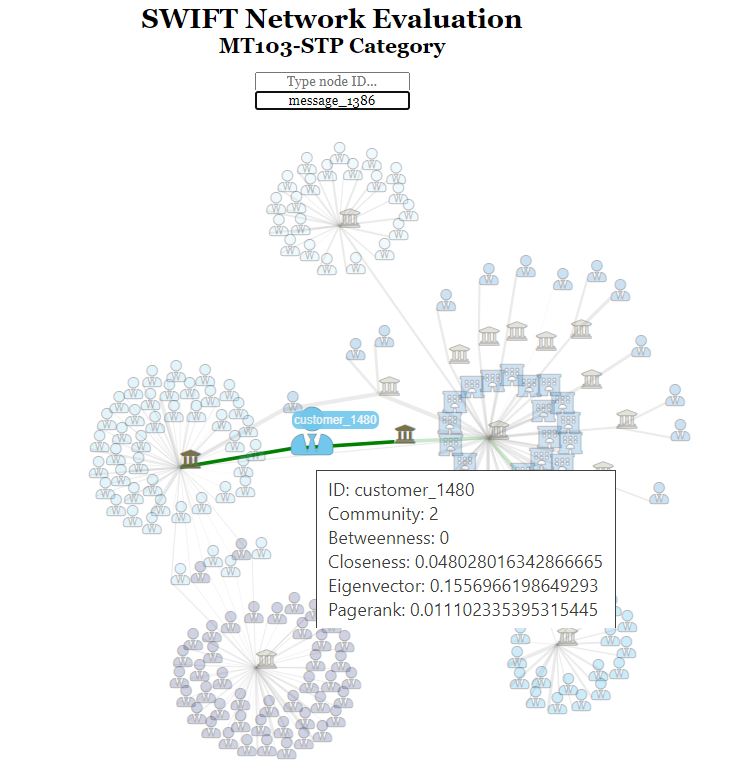 SWIFT Network Evaluation
MT103-STP Category
Type node ID...
message_1386
customer_1480
ID: customer_1480
Community: 2
Betweenness: 0
Closeness: 0.048028016342866665
Eigenvector: 0.1556966198649293
Pagerank: 0.011102335395315445